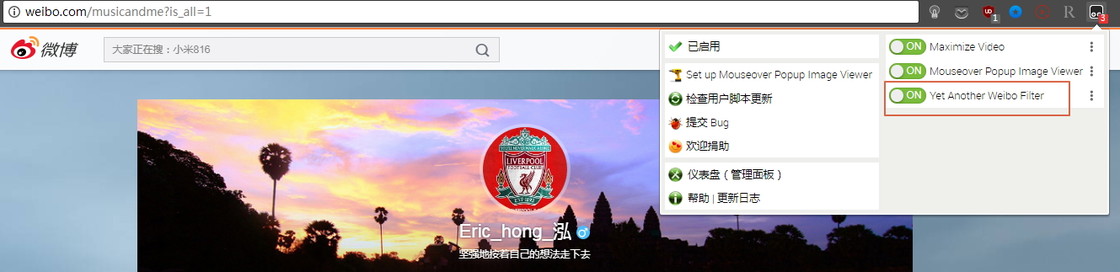 weibo.com/musicandme?is_all=1
1
R
3
微博
大家正在搜：小米816
已启用
Set up Mouseover Popup Image Viewer
检查用户脚本更新
提交 Bug
欢迎捐助
仪表盘（管理面板）
帮助 | 更新日志
ON Maximize Video
ON Mouseover Popup Image Viewer
ON Yet Another Weibo Filter
LIVERPOOL
FOOTBALL CLUB
EST 1892
Eric_hong_泓
坚强地按着自己的想法走下去